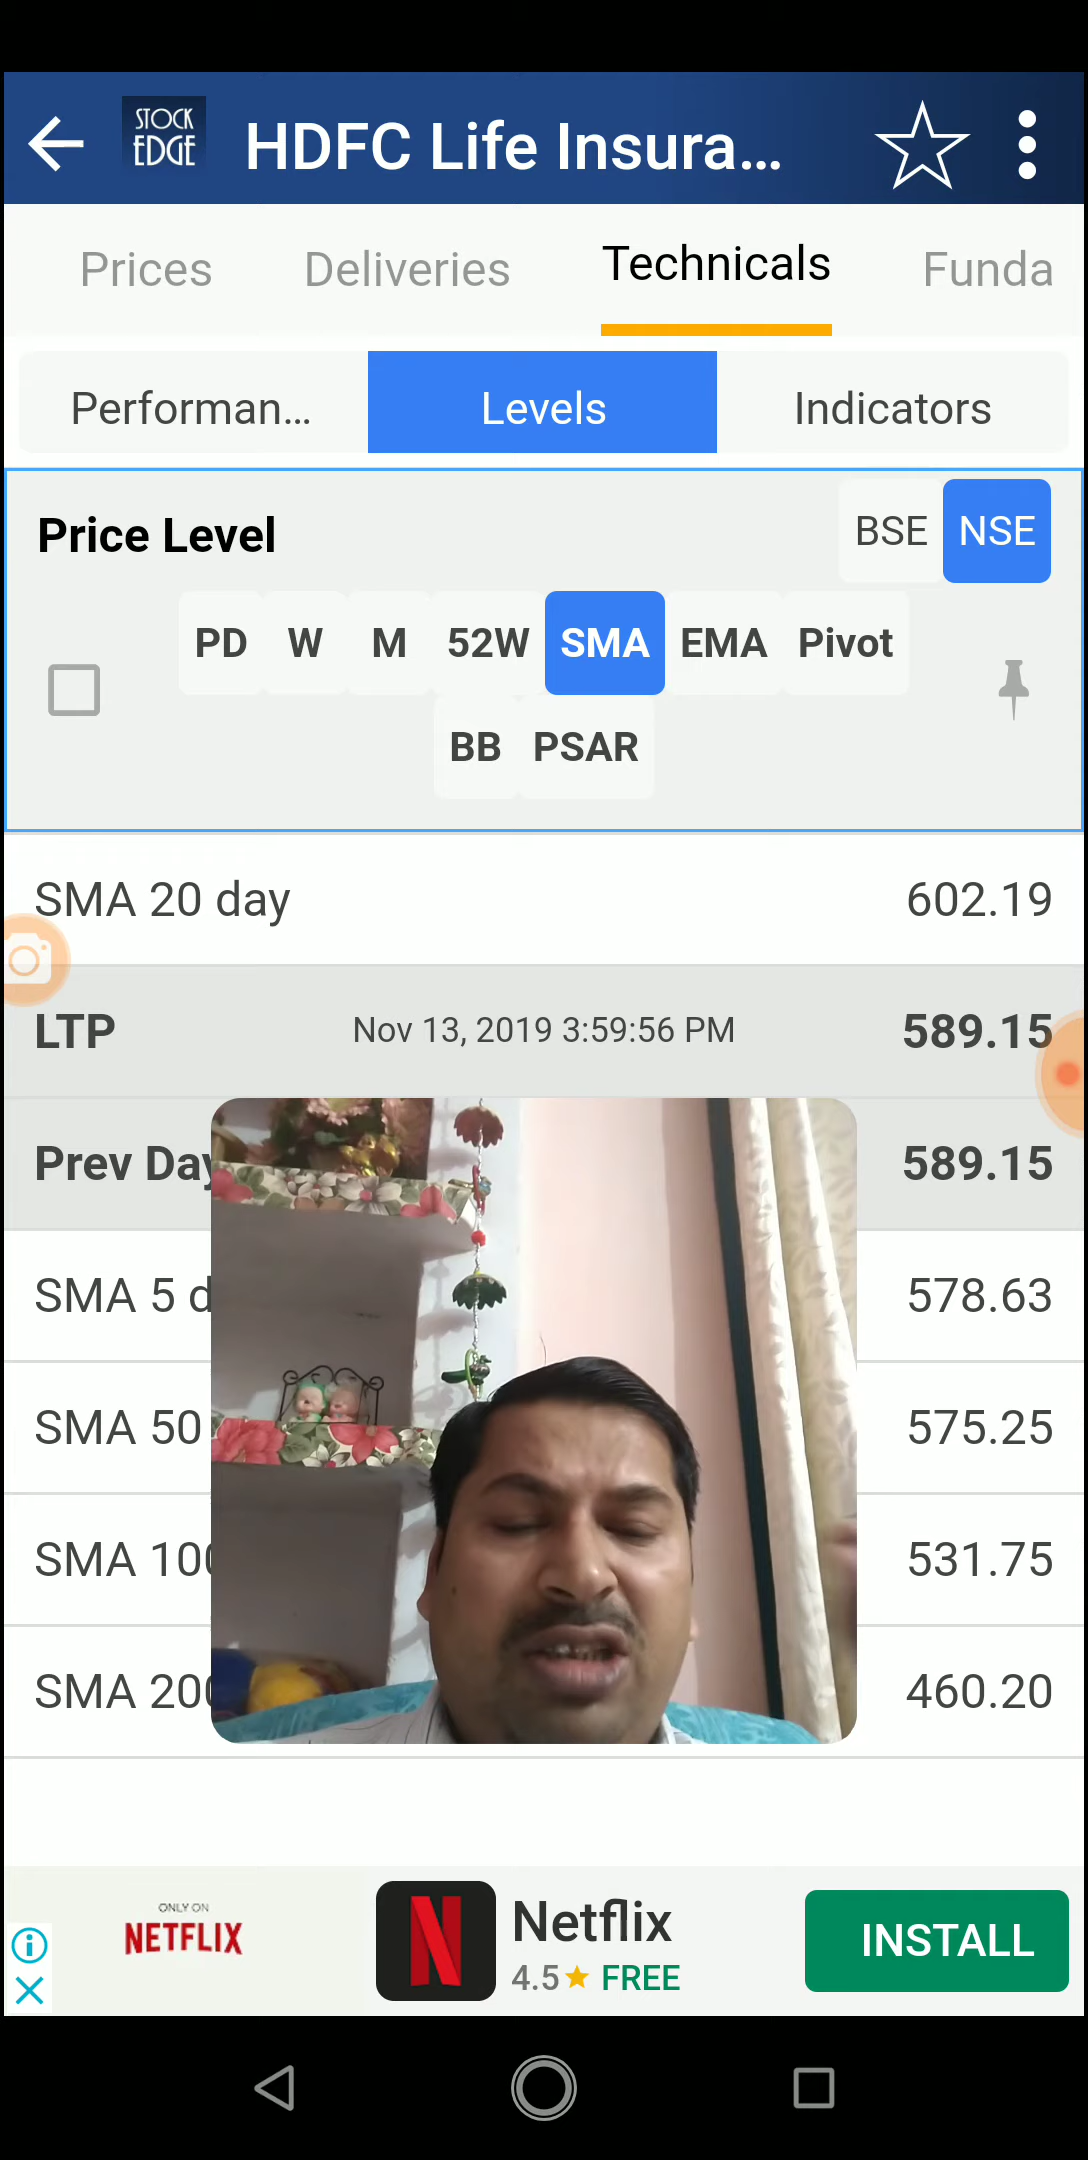 STOCK
EDGE
HDFC Life Insura...
Prices Deliveries Technicals Funda
Performan... Levels Indicators
Price Level BSE NSE
PD W M 52W SMA EMA Pivot
BB PSAR
SMA 20 day 602.19
LTP Nov 13, 2019 3:59:56 PM 589.15
Prev Day 589.15
SMA 5 d 578.63
SMA 50 575.25
SMA 100 531.75
SMA 200 460.20
ONLY ON
NETFLIX
N
Netflix
4.5★ FREE
INSTALL